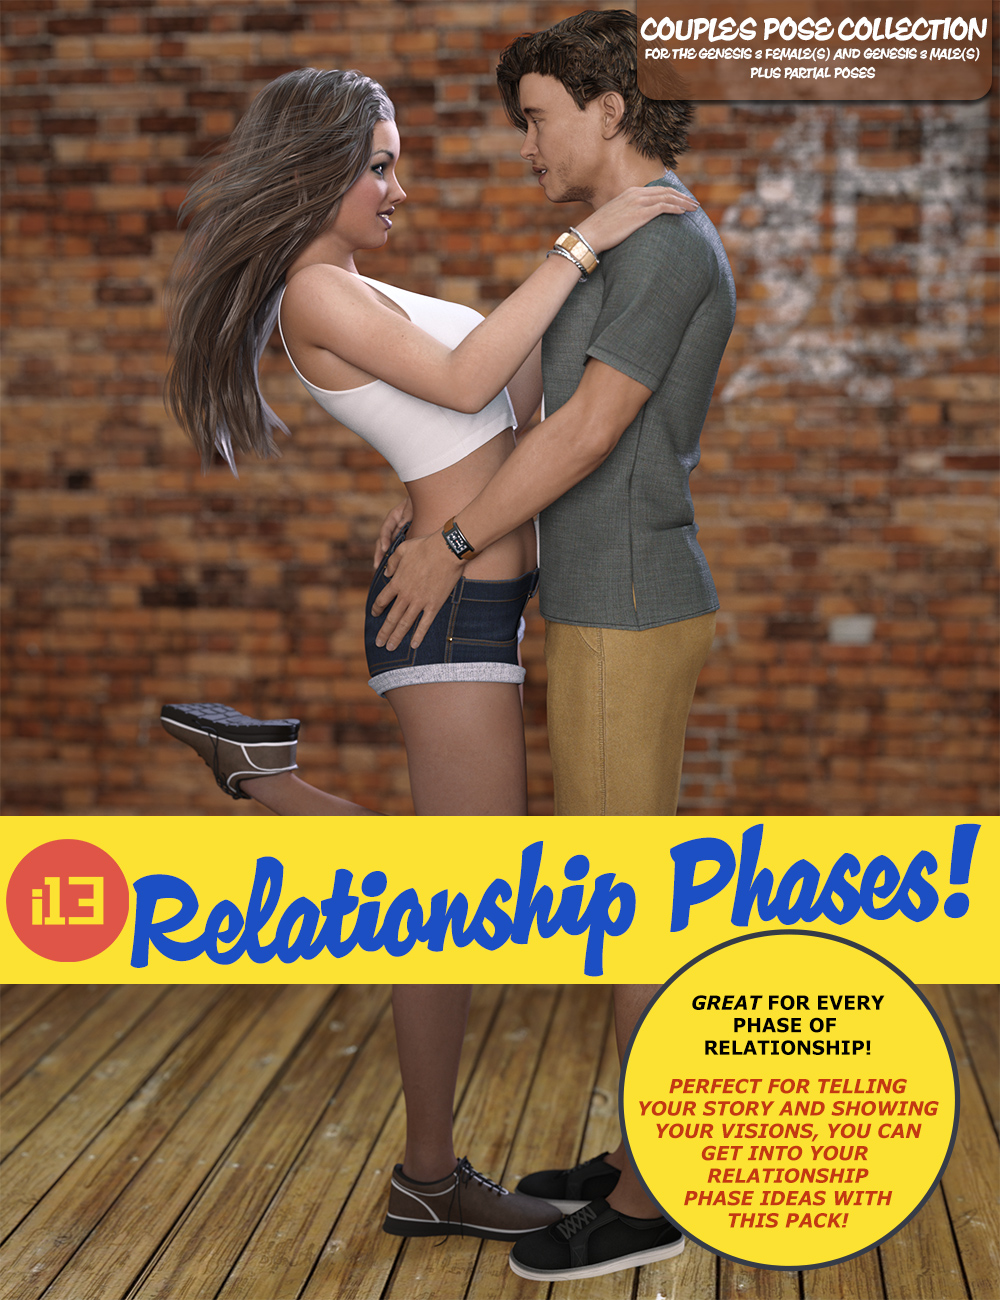 COUPLES POSE COLLECTION
FOR THE GENESIS 3 FEMALE(S) AND GENESIS 3 MALE(S)
PLUS PARTIAL POSES
i13
Relationship Phases!
GREAT FOR EVERY
PHASE OF
RELATIONSHIP!
PERFECT FOR TELLING
YOUR STORY AND SHOWING
YOUR VISIONS, YOU CAN
GET INTO YOUR
RELATIONSHIP
PHASE IDEAS WITH
THIS PACK!